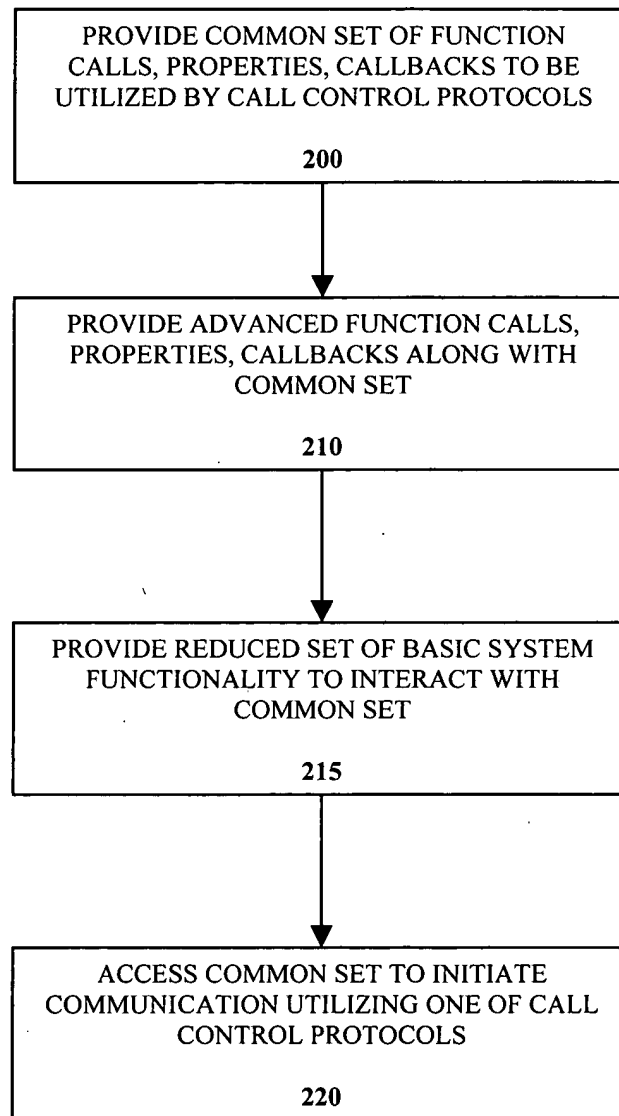 PROVIDE COMMON SET OF FUNCTION
CALLS, PROPERTIES, CALLBACKS TO BE
UTILIZED BY CALL CONTROL PROTOCOLS
200
PROVIDE ADVANCED FUNCTION CALLS,
PROPERTIES, CALLBACKS ALONG WITH
COMMON SET
210
PROVIDE REDUCED SET OF BASIC SYSTEM
FUNCTIONALITY TO INTERACT WITH
COMMON SET
215
ACCESS COMMON SET TO INITIATE
COMMUNICATION UTILIZING ONE OF CALL
CONTROL PROTOCOLS
220